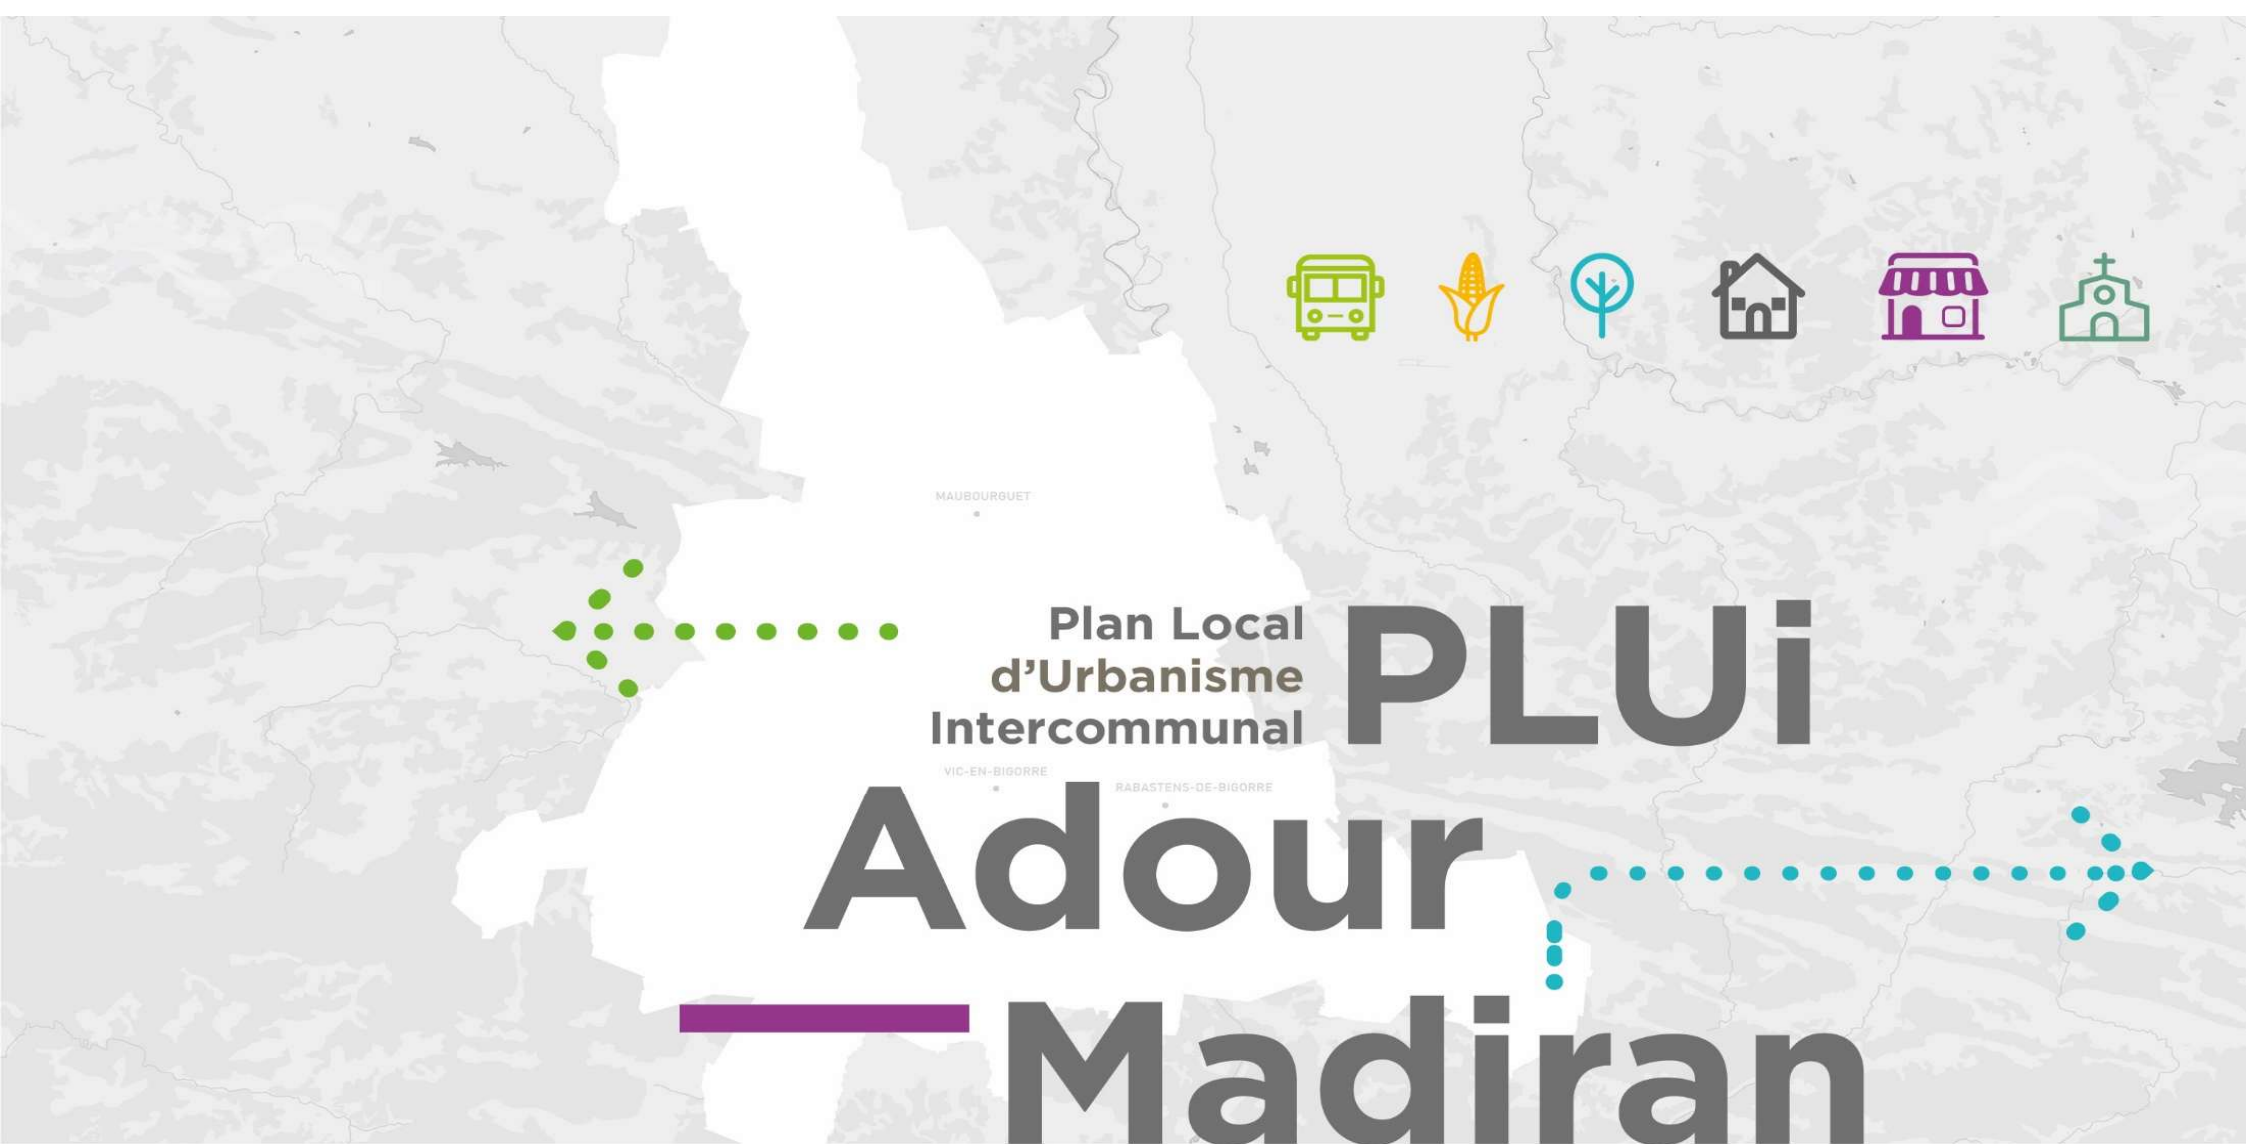 MAUBOURGUET
Plan Local
d’Urbanisme
Intercommunal
PLUi
VIC-EN-BIGORRE
RABASTENS-DE-BIGORRE
Adour
Madiran